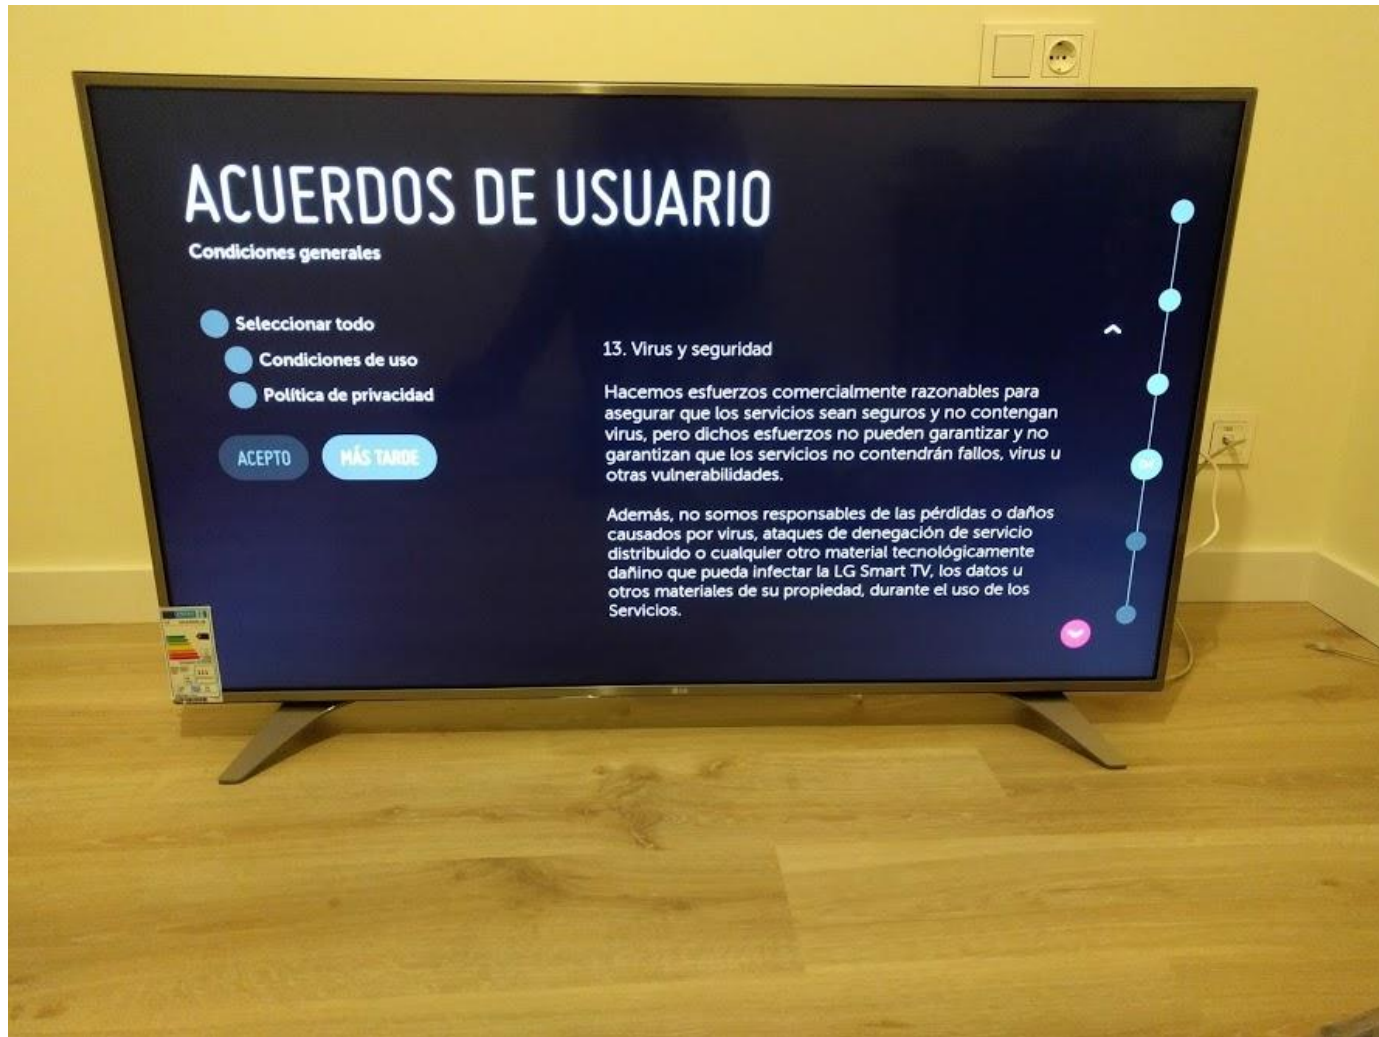 ACUERDOS DE USUARIO
Condiciones generales
Seleccionar todo
Condiciones de uso
Política de privacidad
ACEPTO
MÁS TARDE
13. Virus y seguridad
Hacemos esfuerzos comercialmente razonables para
asegurar que los servicios sean seguros y no contengan
virus, pero dichos esfuerzos no pueden garantizar y no
garantizan que los servicios no contendrán fallos, virus u
otras vulnerabilidades.
Además, no somos responsables de las pérdidas o daños
causados por virus, ataques de denegación de servicio
distribuido o cualquier otro material tecnológicamente
dañino que pueda infectar la LG Smart TV, los datos u
otros materiales de su propiedad, durante el uso de los
Servicios.
LG